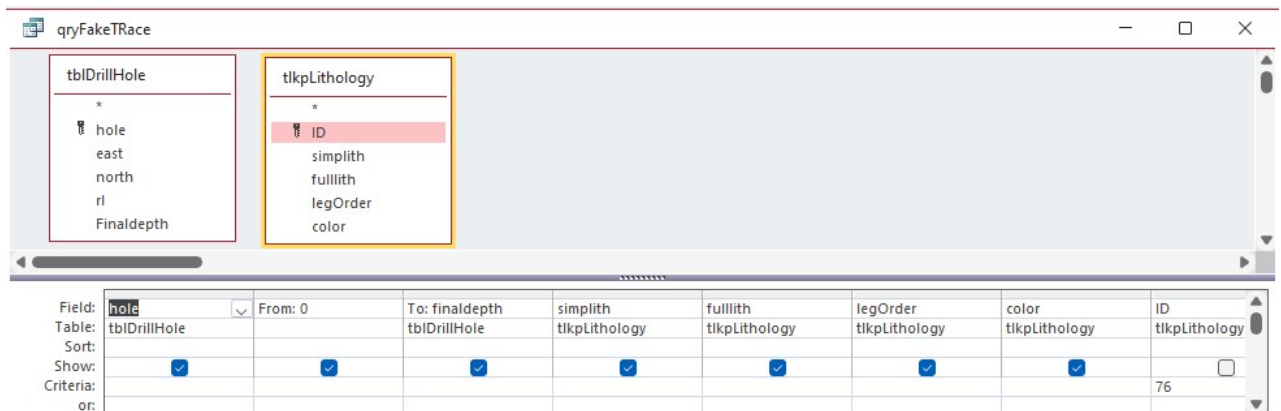 qryFakeTRace
tblDrillHole
*
hole
east
north
rl
Finaldepth
tlkpLithology
*
ID
simplith
fulllith
legOrder
color
Field: hole From: 0 To: finaldepth simplith fulllith legOrder color ID
Table: tblDrillHole tblDrillHole tlkpLithology tlkpLithology tlkpLithology tlkpLithology tlkpLithology
Sort:
Show:
Criteria: 76
or: